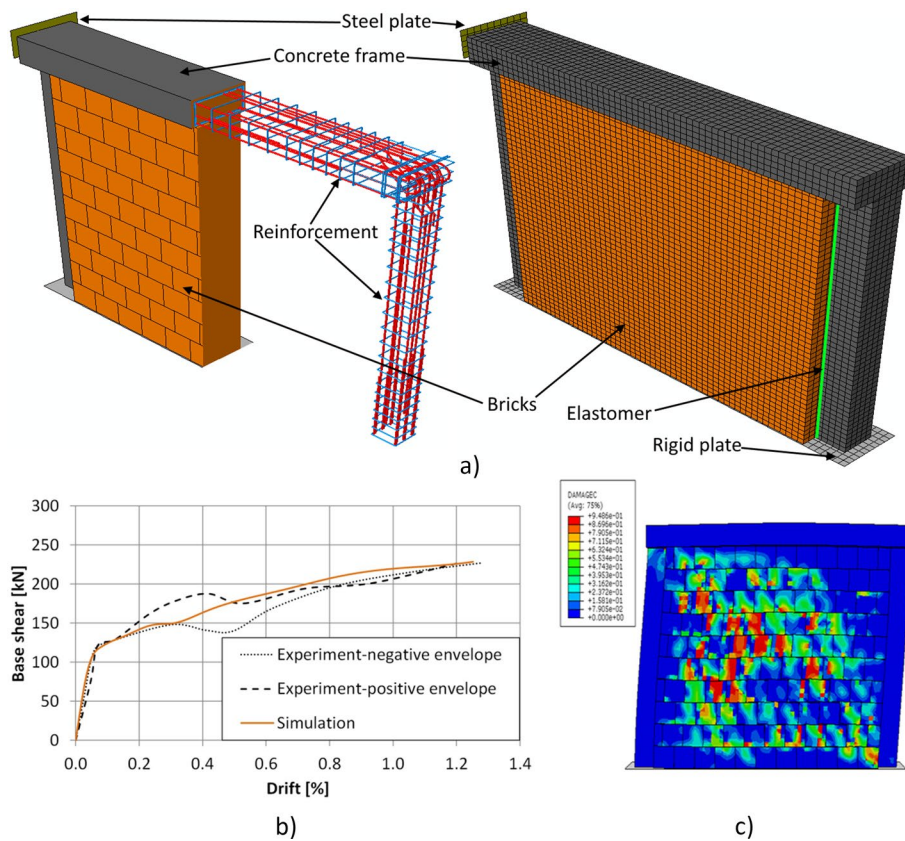 Steel plate
Concrete frame
Reinforcement
Bricks
Elastomer
Rigid plate
a)
Base shear [kN]
300
250
200
150
100
50
0
0.0 0.2 0.4 0.6 0.8 1.0 1.2 1.4
Drift [%]
Experiment-negative envelope
Experiment-positive envelope
Simulation
b)
DAMAGEC
(Avg: 75%)
+9.486e-01
+8.696e-01
+7.905e-01
+7.115e-01
+6.324e-01
+5.534e-01
+4.743e-01
+3.953e-01
+3.162e-01
+2.372e-01
+1.581e-01
+7.905e-02
+0.000e+00
c)